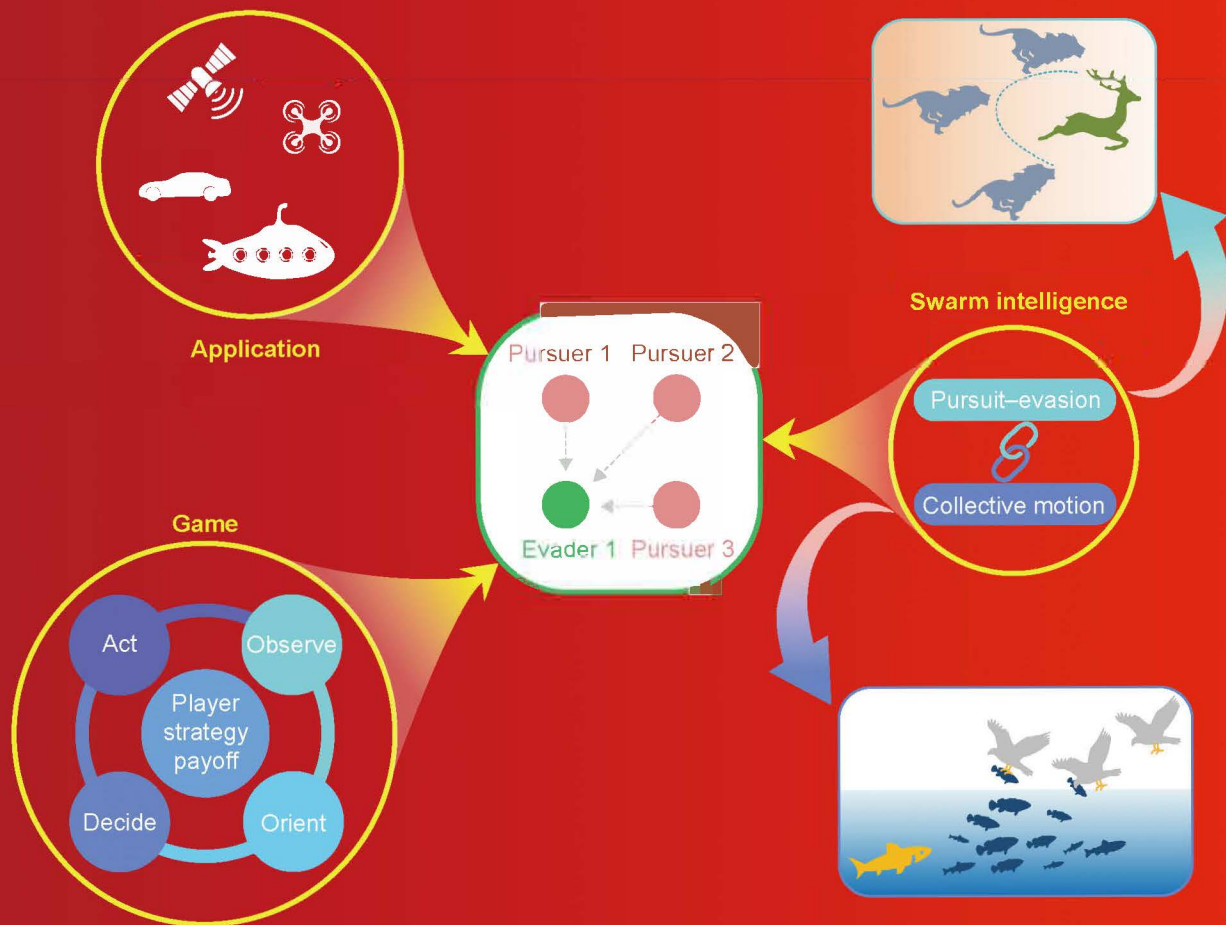 Application
Swarm intelligence
Pursuer 1 Pursuer 2
Pursuit–evasion
Collective motion
Evader 1 Pursuer 3
Game
Act
Observe
Player
strategy
payoff
Decide
Orient